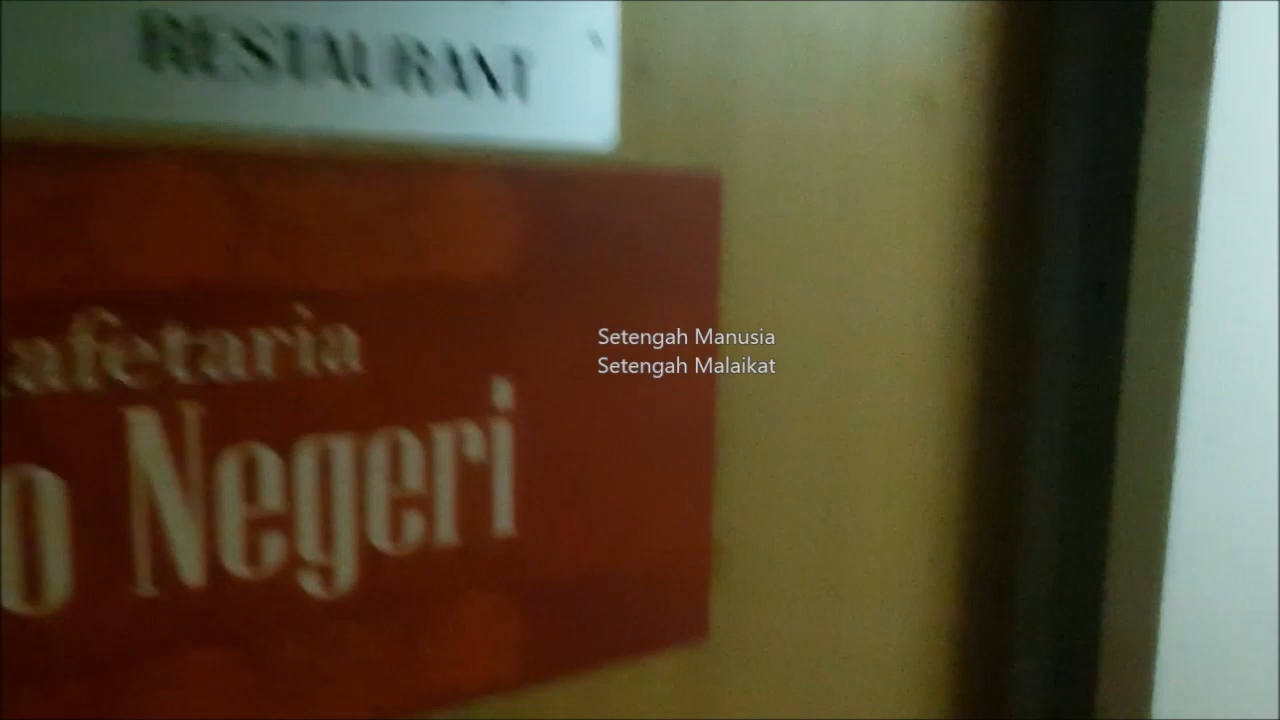 RESTAURANT
afetaria
o Negeri
Setengah Manusia
Setengah Malaikat